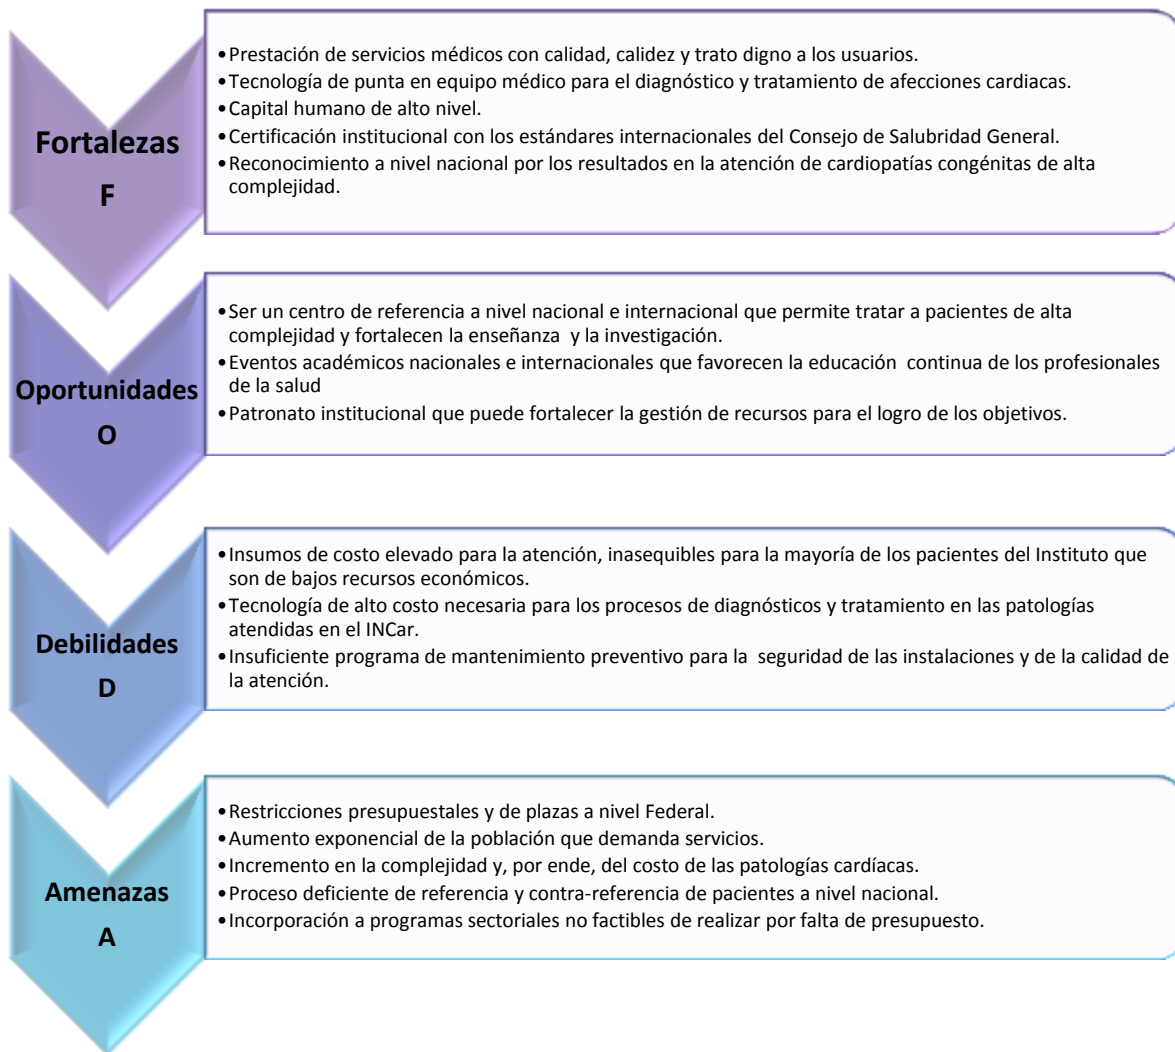 Fortalezas
F
•Prestación de servicios médicos con calidad, calidez y trato digno a los usuarios.
•Tecnología de punta en equipo médico para el diagnóstico y tratamiento de afecciones cardiacas.
•Capital humano de alto nivel.
•Certificación institucional con los estándares internacionales del Consejo de Salubridad General.
•Reconocimiento a nivel nacional por los resultados en la atención de cardiopatías congénitas de alta
complejidad.
Oportunidades
O
•Ser un centro de referencia a nivel nacional e internacional que permite tratar a pacientes de alta
complejidad y fortalecen la enseñanza y la investigación.
•Eventos académicos nacionales e internacionales que favorecen la educación continua de los profesionales
de la salud
•Patronato institucional que puede fortalecer la gestión de recursos para el logro de los objetivos.
Debilidades
D
•Insumos de costo elevado para la atención, inasequibles para la mayoría de los pacientes del Instituto que
son de bajos recursos económicos.
•Tecnología de alto costo necesaria para los procesos de diagnósticos y tratamiento en las patologías
atendidas en el INCar.
•Insuficiente programa de mantenimiento preventivo para la seguridad de las instalaciones y de la calidad de
la atención.
Amenazas
A
•Restricciones presupuestales y de plazas a nivel Federal.
•Aumento exponencial de la población que demanda servicios.
•Incremento en la complejidad y, por ende, del costo de las patologías cardíacas.
•Proceso deficiente de referencia y contra-referencia de pacientes a nivel nacional.
•Incorporación a programas sectoriales no factibles de realizar por falta de presupuesto.